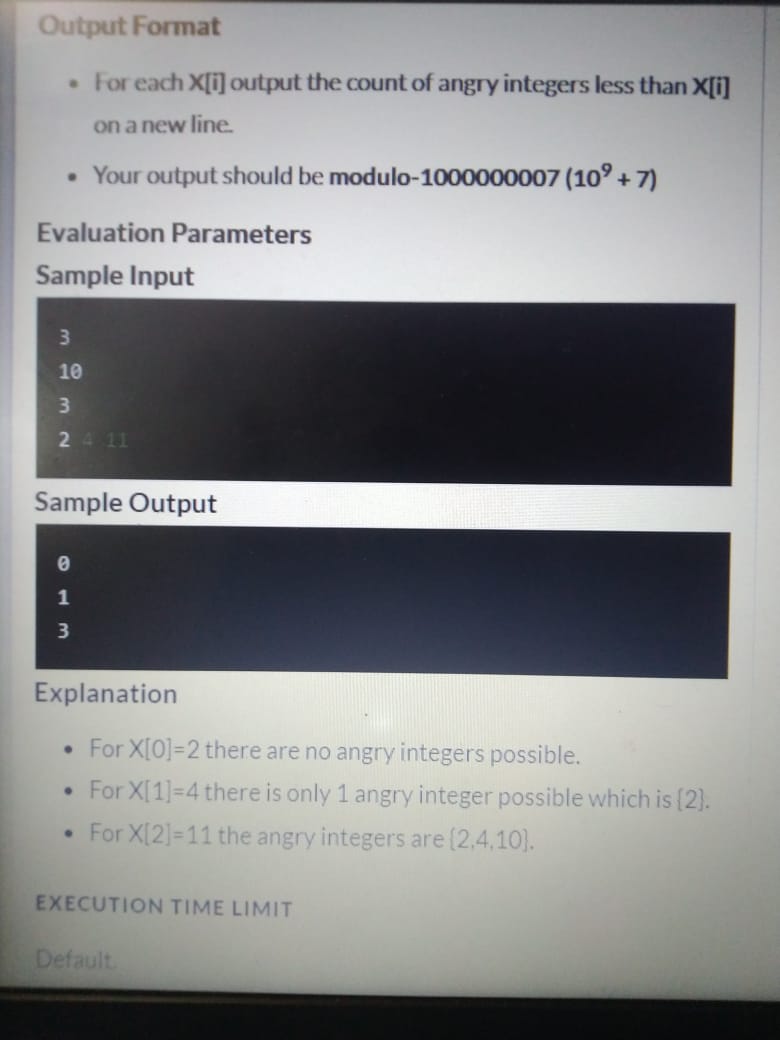 Output Format
• For each X[i] output the count of angry integers less than X[i]
on a new line.
• Your output should be modulo-1000000007 (10⁹ + 7)
Evaluation Parameters
Sample Input
3
10
3
2 4 11
Sample Output
0
1
3
Explanation
• For X[0]=2 there are no angry integers possible.
• For X[1]=4 there is only 1 angry integer possible which is {2}.
• For X[2]=11 the angry integers are {2,4,10}.
EXECUTION TIME LIMIT
Default.